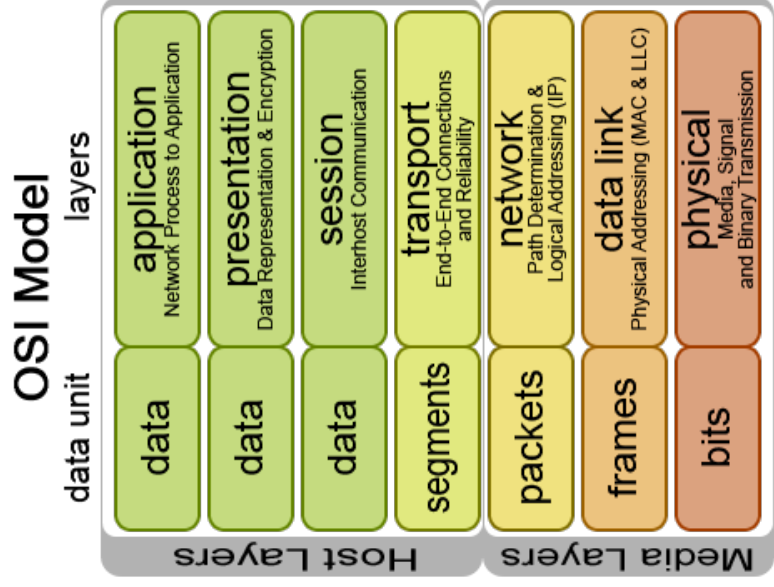 OSI Model
data unit
layers
data
application
Network Process to Application
data
presentation
Data Representation & Encryption
data
session
Interhost Communication
segments
transport
End-to-End Connections
and Reliability
packets
network
Path Determination &
Logical Addressing (IP)
frames
data link
Physical Addressing (MAC & LLC)
bits
physical
Media, Signal
and Binary Transmission
Host Layers
Media Layers